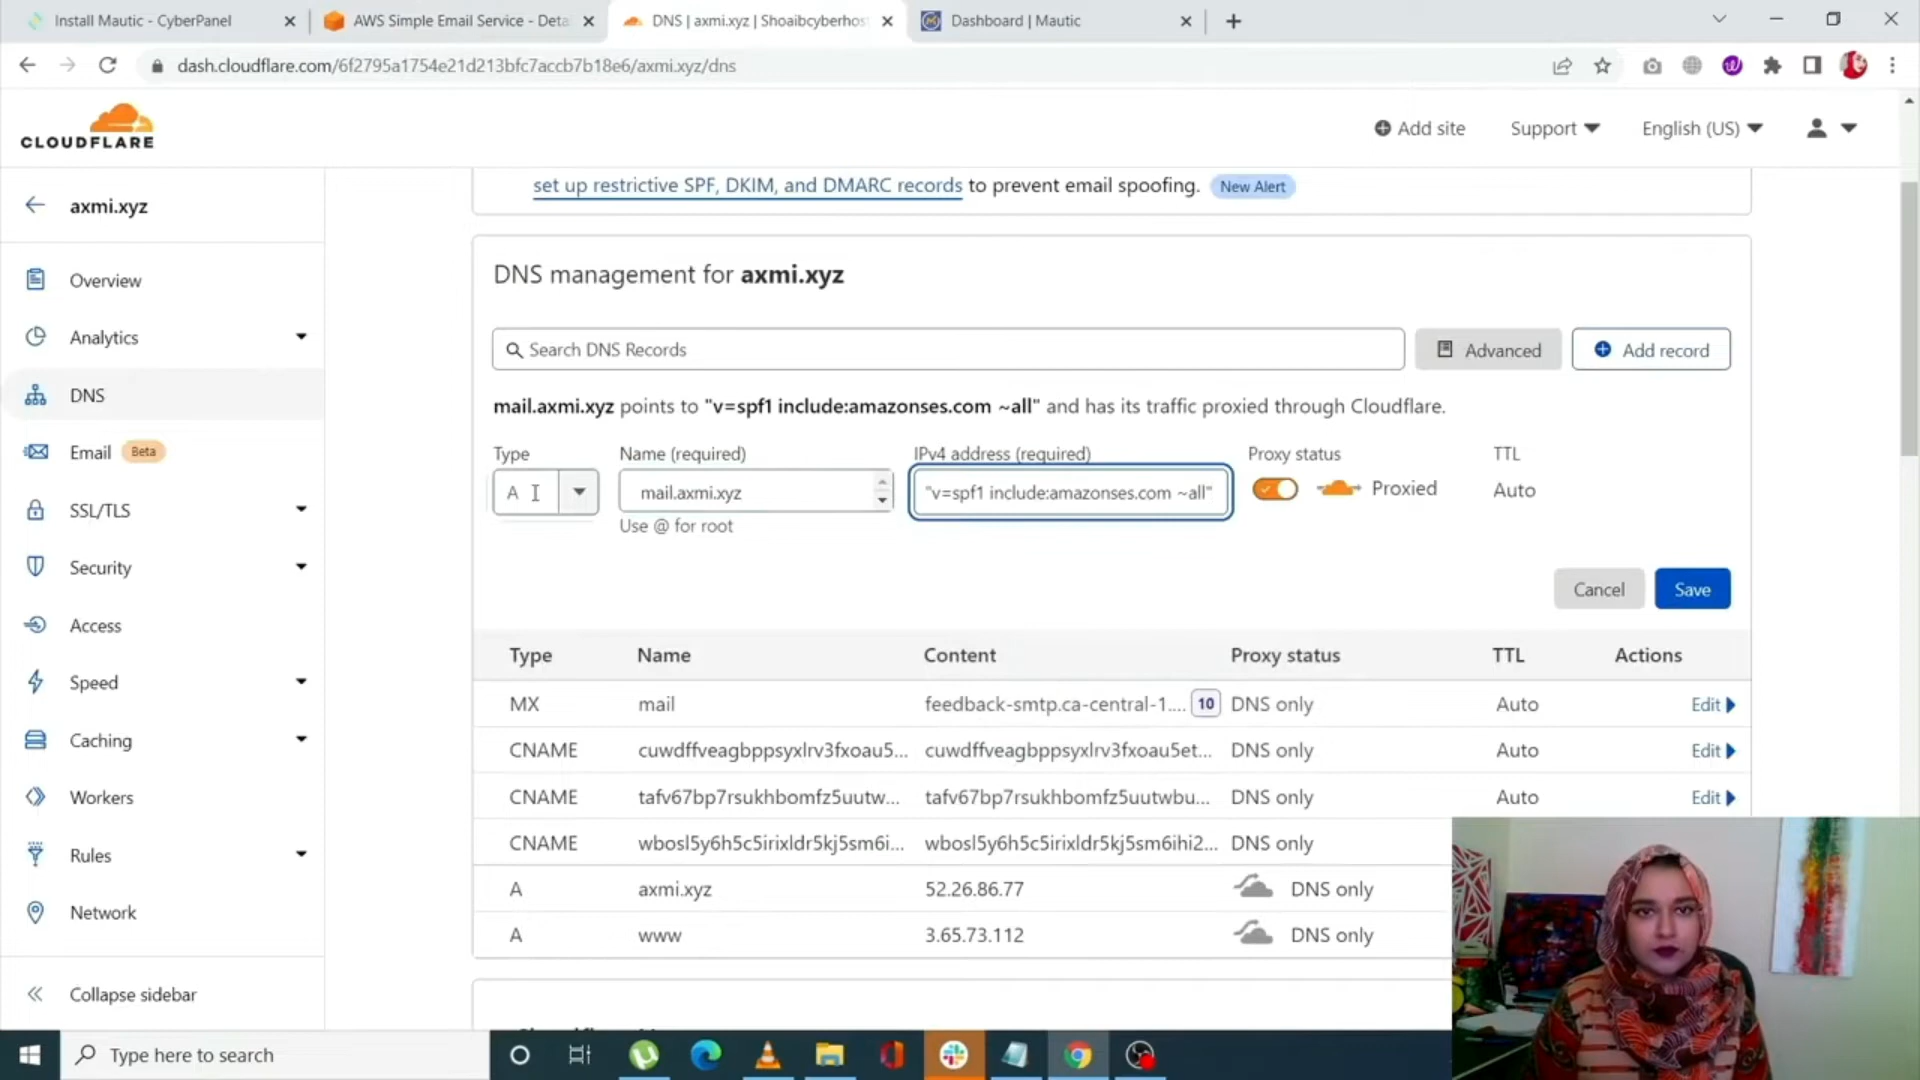 Install Mautic - CyberPanel
AWS Simple Email Service - Deta
DNS | axmi.xyz | Shoaibcyberhos
Dashboard | Mautic
dash.cloudflare.com/6f2795a1754e21d213bfc7accb7b18e6/axmi.xyz/dns
CLOUDFLARE
Add site
Support
English (US)
axmi.xyz
Overview
Analytics
DNS
Email Beta
SSL/TLS
Security
Access
Speed
Caching
Workers
Rules
Network
Collapse sidebar
set up restrictive SPF, DKIM, and DMARC records to prevent email spoofing. New Alert
DNS management for axmi.xyz
Search DNS Records
Advanced
Add record
mail.axmi.xyz points to "v=spf1 include:amazonses.com ~all" and has its traffic proxied through Cloudflare.
Type Name (required) IPv4 address (required) Proxy status TTL
A mail.axmi.xyz "v=spf1 include:amazonses.com ~all" Proxied Auto
Use @ for root
Cancel Save
Type Name Content Proxy status TTL Actions
MX mail feedback-smtp.ca-central-1.... 10 DNS only Auto Edit
CNAME cuwdffveagbppsyxlrv3fxoau5... cuwdffveagbppsyxlrv3fxoau5et... DNS only Auto Edit
CNAME tafv67bp7rsukhbomfz5uutw... tafv67bp7rsukhbomfz5uutwbu... DNS only Auto Edit
CNAME wbosl5y6h5c5irixldr5kj5sm6i... wbosl5y6h5c5irixldr5kj5sm6ihi2... DNS only
A axmi.xyz 52.26.86.77 DNS only
A www 3.65.73.112 DNS only
Type here to search